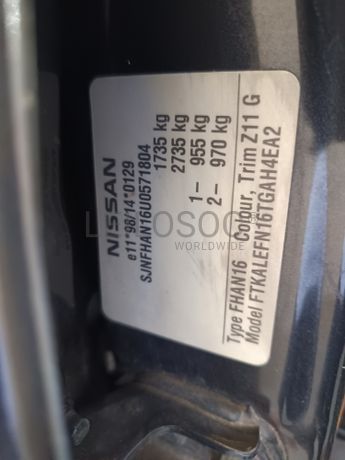 NISSAN
e11*98/14*0129
SJNFHAN16U0571804
1735 kg
2735 kg
1– 955 kg
2– 970 kg
Type FHAN16 Colour, Trim Z11 G
Model FTKALEFN16TGAH4EA2
WORLDWIDE